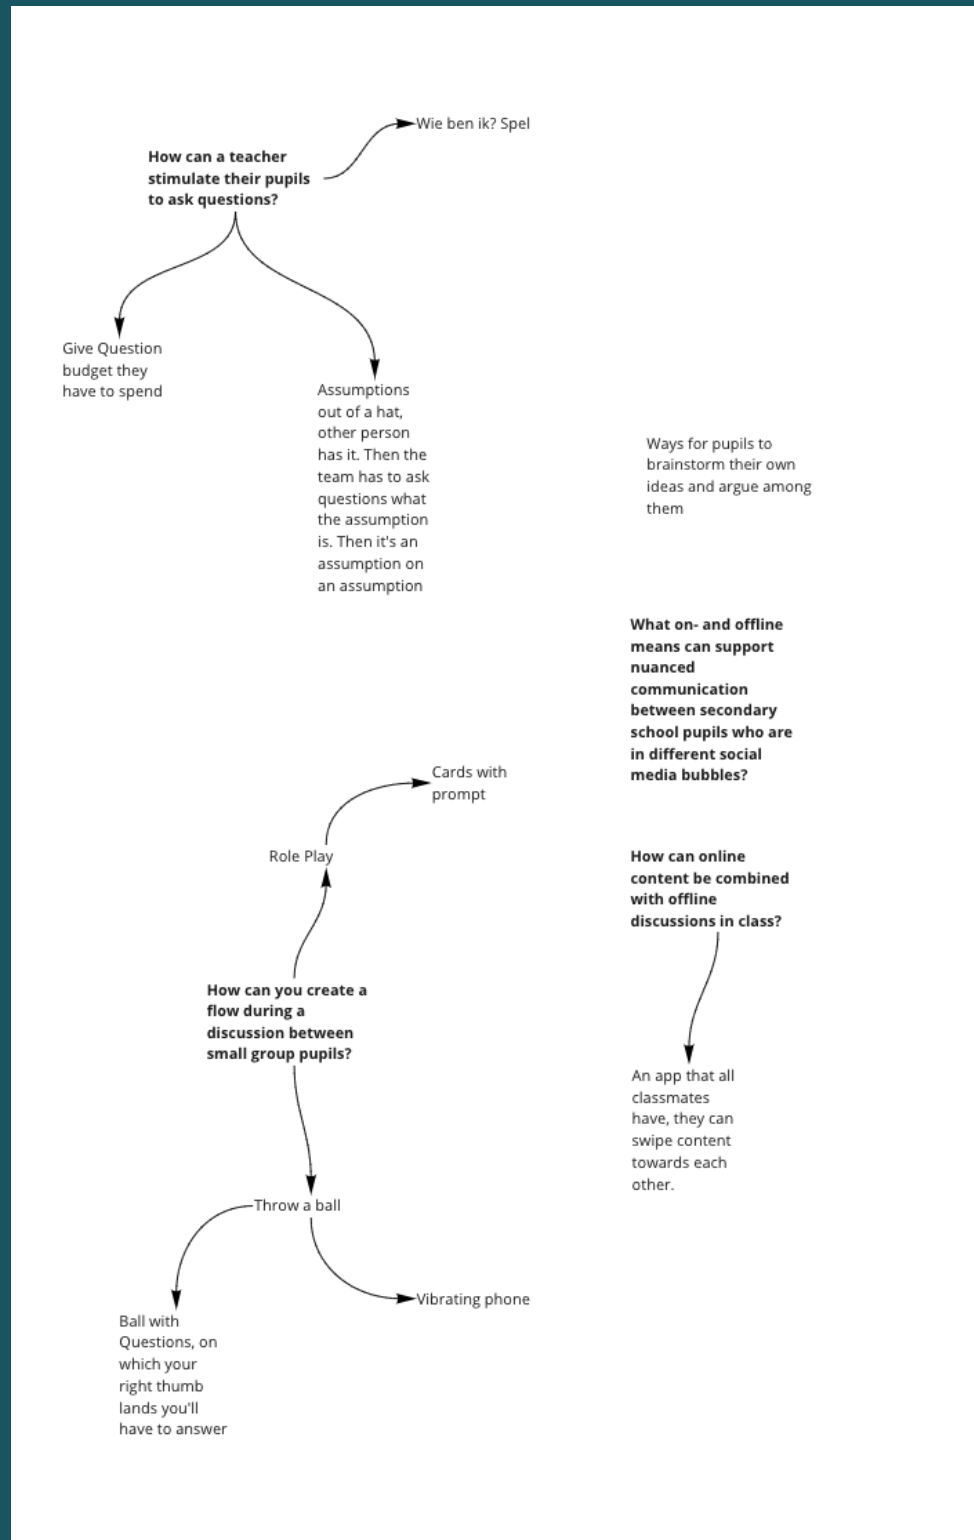 Wie ben ik? Spel
How can a teacher
stimulate their pupils
to ask questions?
Give Question
budget they
have to spend
Assumptions
out of a hat,
other person
has it. Then the
team has to ask
questions what
the assumption
is. Then it's an
assumption on
an assumption
Ways for pupils to
brainstorm their own
ideas and argue among
them
What on- and offline
means can support
nuanced
communication
between secondary
school pupils who are
in different social
media bubbles?
Cards with
prompt
Role Play
How can online
content be combined
with offline
discussions in class?
How can you create a
flow during a
discussion between
small group pupils?
An app that all
classmates
have, they can
swipe content
towards each
other.
Throw a ball
Vibrating phone
Ball with
Questions, on
which your
right thumb
lands you'll
have to answer